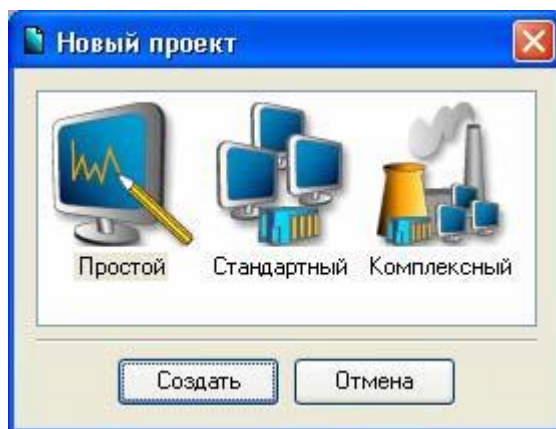 Новый проект
Простой Стандартный Комплексный
Создать Отмена